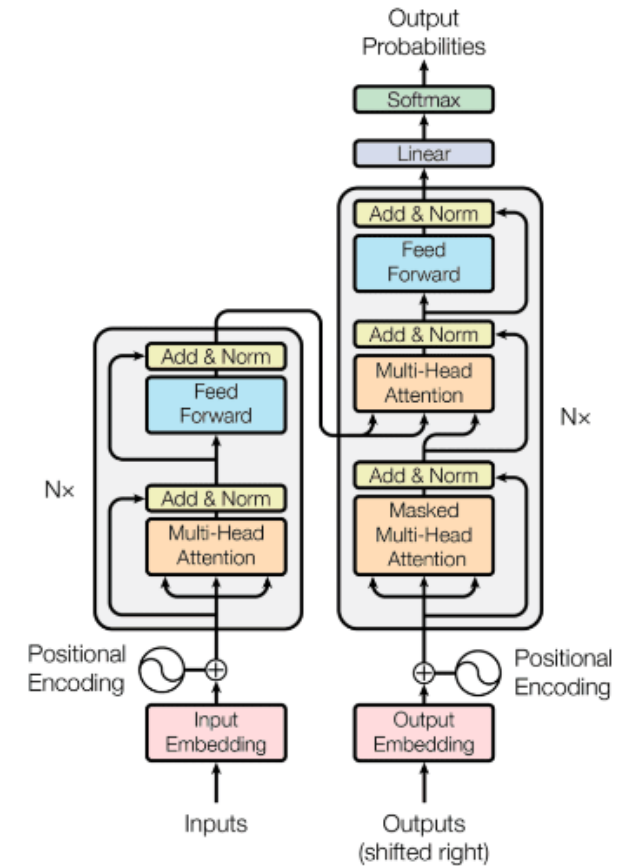 Output
Probabilities
Softmax
Linear
Add & Norm
Feed
Forward
Add & Norm
Multi-Head
Attention
Nx
Add & Norm
Masked
Multi-Head
Attention
Add & Norm
Feed
Forward
Nx
Add & Norm
Multi-Head
Attention
Positional
Encoding
Positional
Encoding
Input
Embedding
Output
Embedding
Inputs
Outputs
(shifted right)